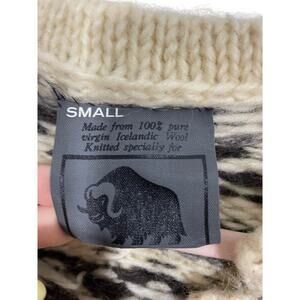 SMALL
Made from 100% pure
virgin Icelandic Wool
Knitted specially for